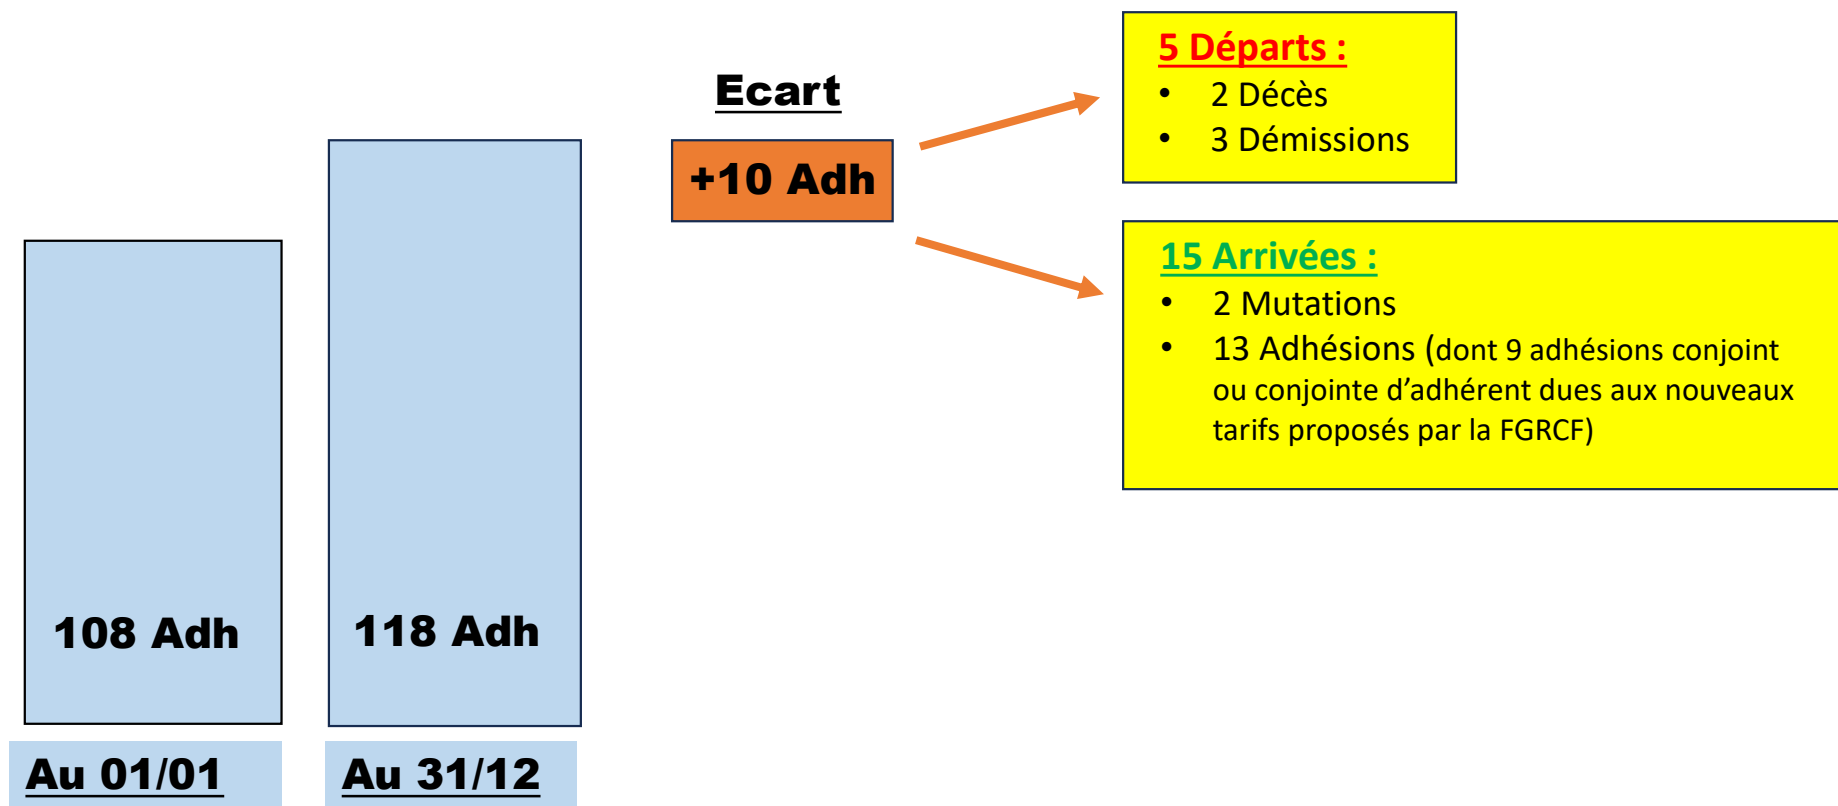 108 Adh
Au 01/01
118 Adh
Au 31/12
Ecart
+10 Adh
5 Départs :
• 2 Décès
• 3 Démissions
15 Arrivées :
• 2 Mutations
• 13 Adhésions (dont 9 adhésions conjoint
ou conjointe d’adhérent dues aux nouveaux
tarifs proposés par la FGRCF)